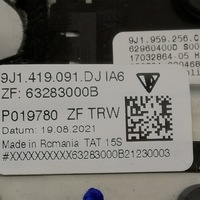 9J1.959.256.C
62960400D
17032864-05
9J1.419.091.DJ IA6
ZF: 63283000B
P019780 ZF TRW
Datum: 19.08.2021
Made in Romania TAT 15S
#XXXXXXXXXX63283000B21230003